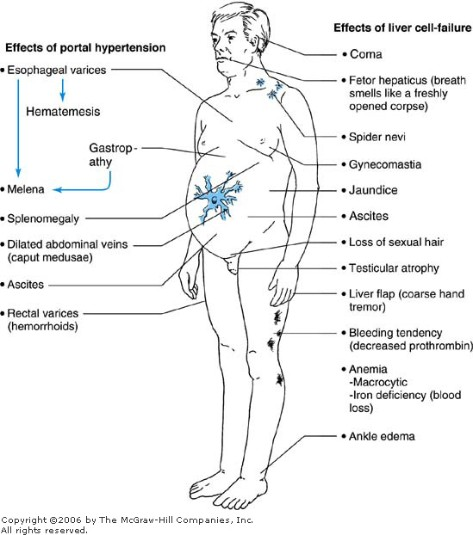 Effects of portal hypertension
• Esophageal varices
Hematemesis
Gastrop-
athy
• Melena
• Splenomegaly
• Dilated abdominal veins
(caput medusae)
• Ascites
• Rectal varices
(hemorrhoids)
Effects of liver cell-failure
• Coma
• Fetor hepaticus (breath
smells like a freshly
opened corpse)
• Spider nevi
• Gynecomastia
• Jaundice
• Ascites
• Loss of sexual hair
• Testicular atrophy
• Liver flap (coarse hand
tremor)
• Bleeding tendency
(decreased prothrombin)
• Anemia
-Macrocytic
-Iron deficiency (blood
loss)
• Ankle edema
Copyright ©2006 by The McGraw-Hill Companies, Inc.
All rights reserved.